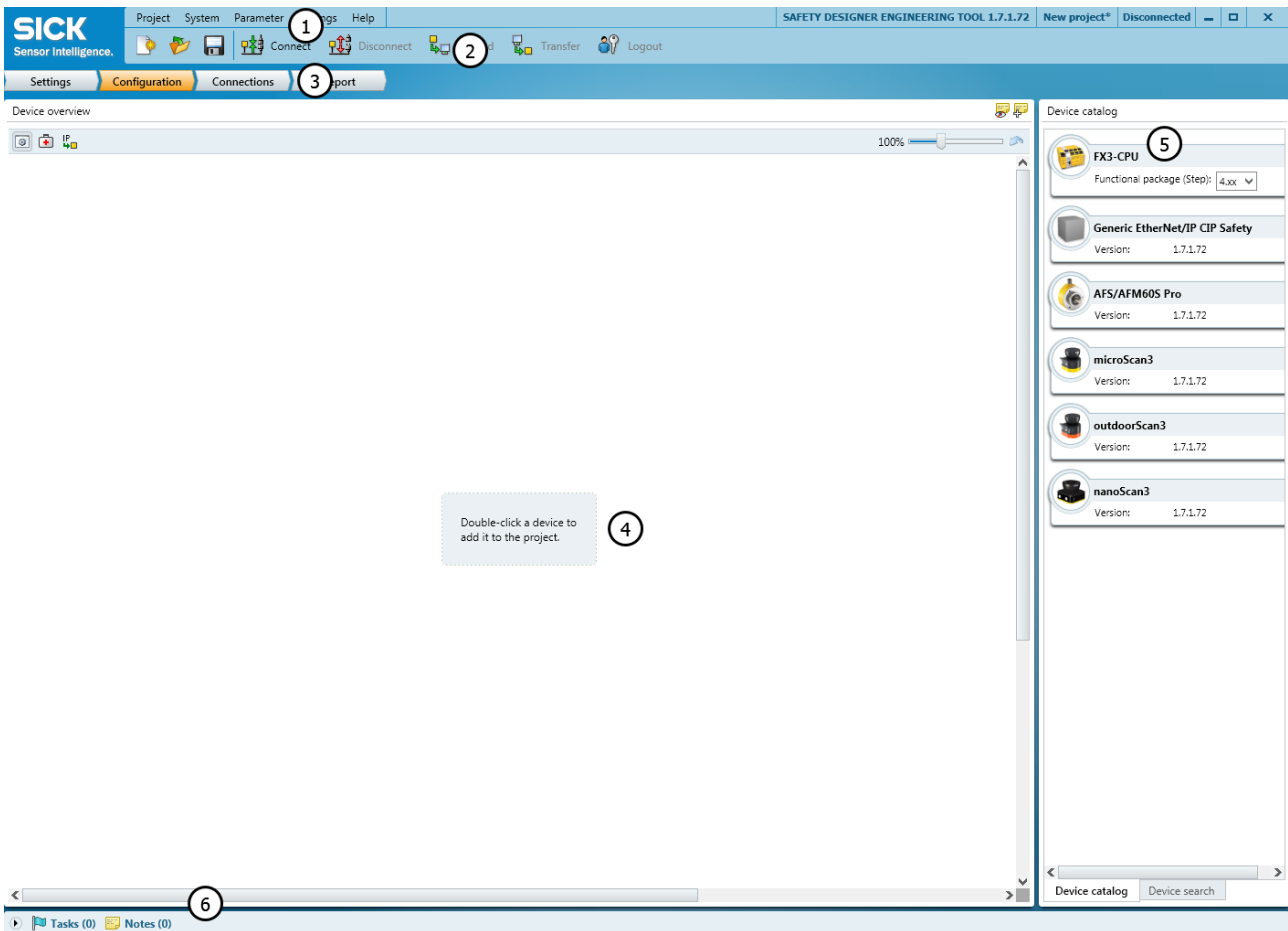 SICK
Sensor Intelligence.
Project System Parameter 1 Help
SAFETY DESIGNER ENGINEERING TOOL 1.7.1.72 New project* Disconnected
Connect Disconnect 2 Transfer Logout
Settings Configuration Connections 3
Device overview
Device catalog
IP
100%
5
FX3-CPU
Functional package (Step): 4.xx
Generic EtherNet/IP CIP Safety
Version: 1.7.1.72
AFS/AFM60S Pro
Version: 1.7.1.72
microScan3
Version: 1.7.1.72
outdoorScan3
Version: 1.7.1.72
nanoScan3
Version: 1.7.1.72
Double-click a device to
add it to the project.
4
Device catalog Device search
6
Tasks (0) Notes (0)